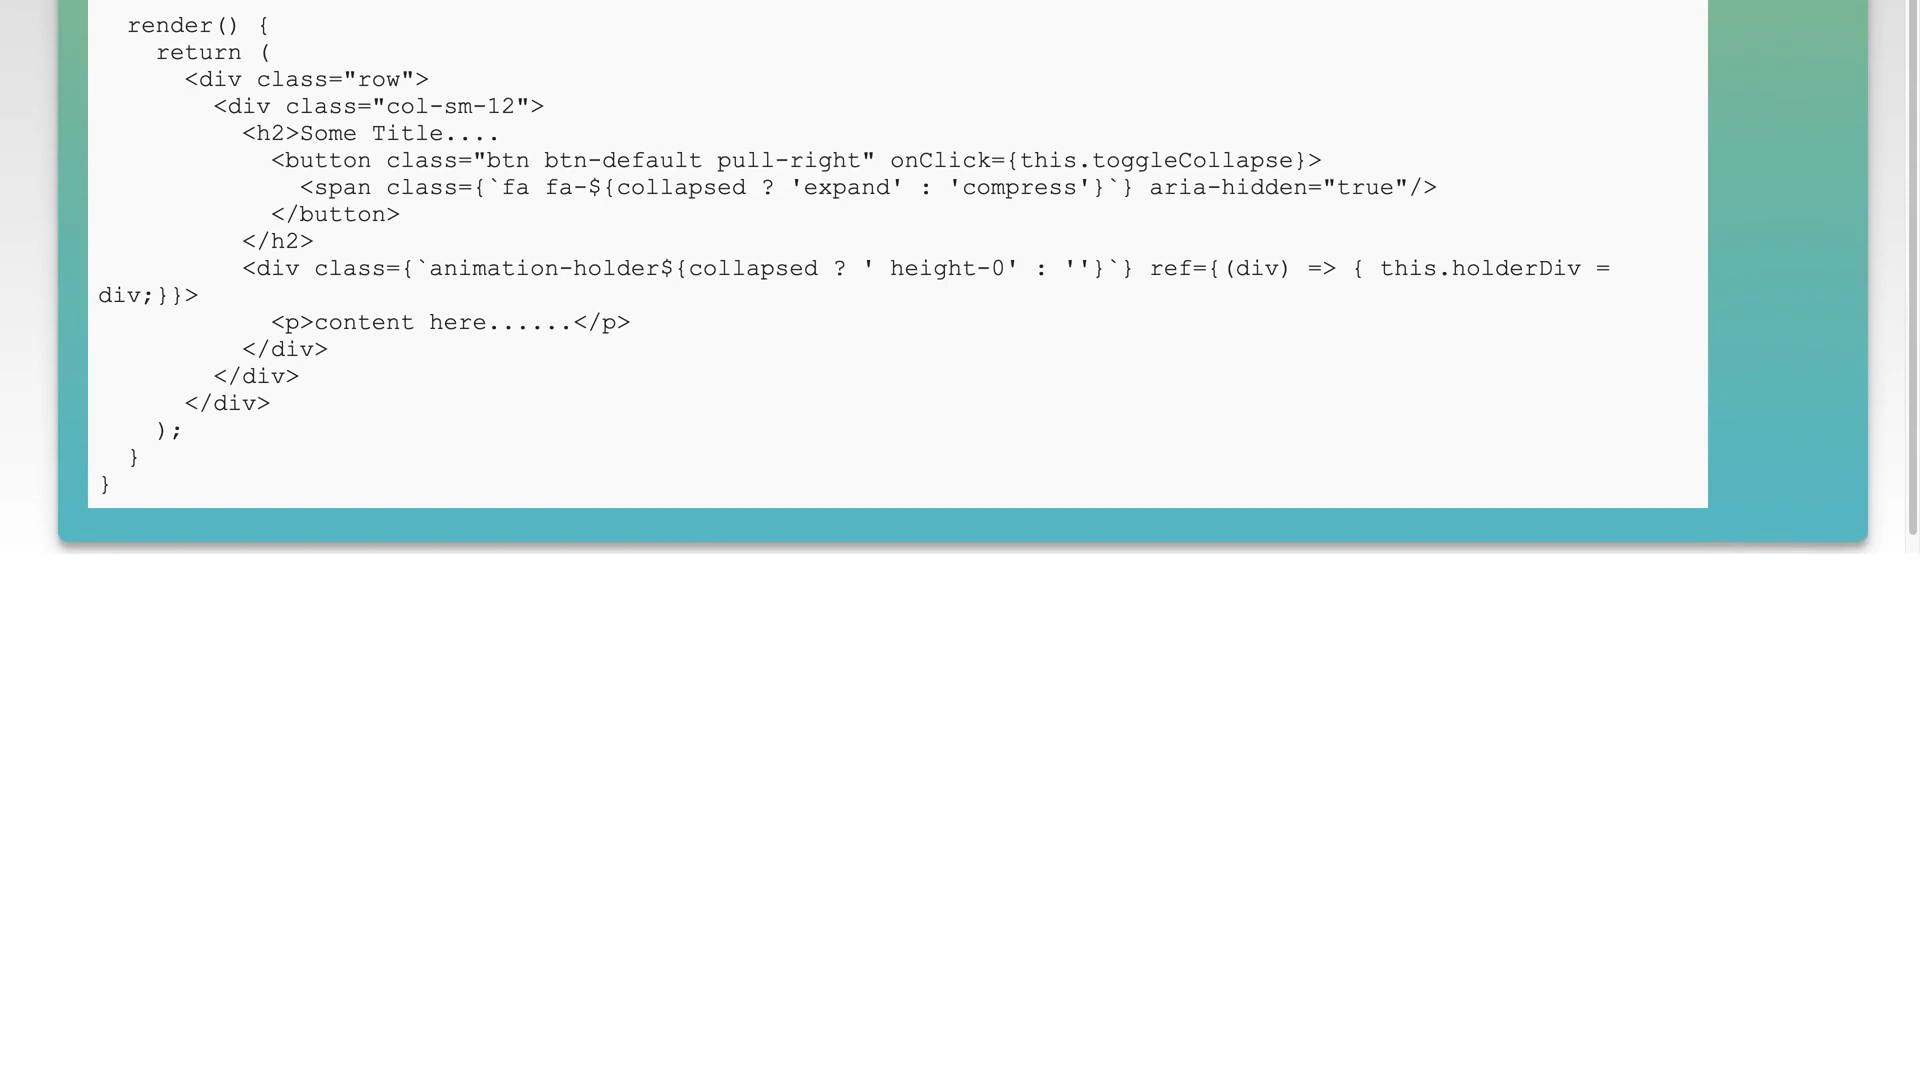 render() {
return (
<div class="row">
<div class="col-sm-12">
<h2>Some Title....
<button class="btn btn-default pull-right" onClick={this.toggleCollapse}>
<span class={`fa fa-${collapsed ? 'expand' : 'compress'}`} aria-hidden="true"/>
</button>
</h2>
<div class={`animation-holder${collapsed ? ' height-0' : ''}`} ref={(div) => { this.holderDiv =
div;}}>
<p>content here......</p>
</div>
</div>
</div>
);
}
}